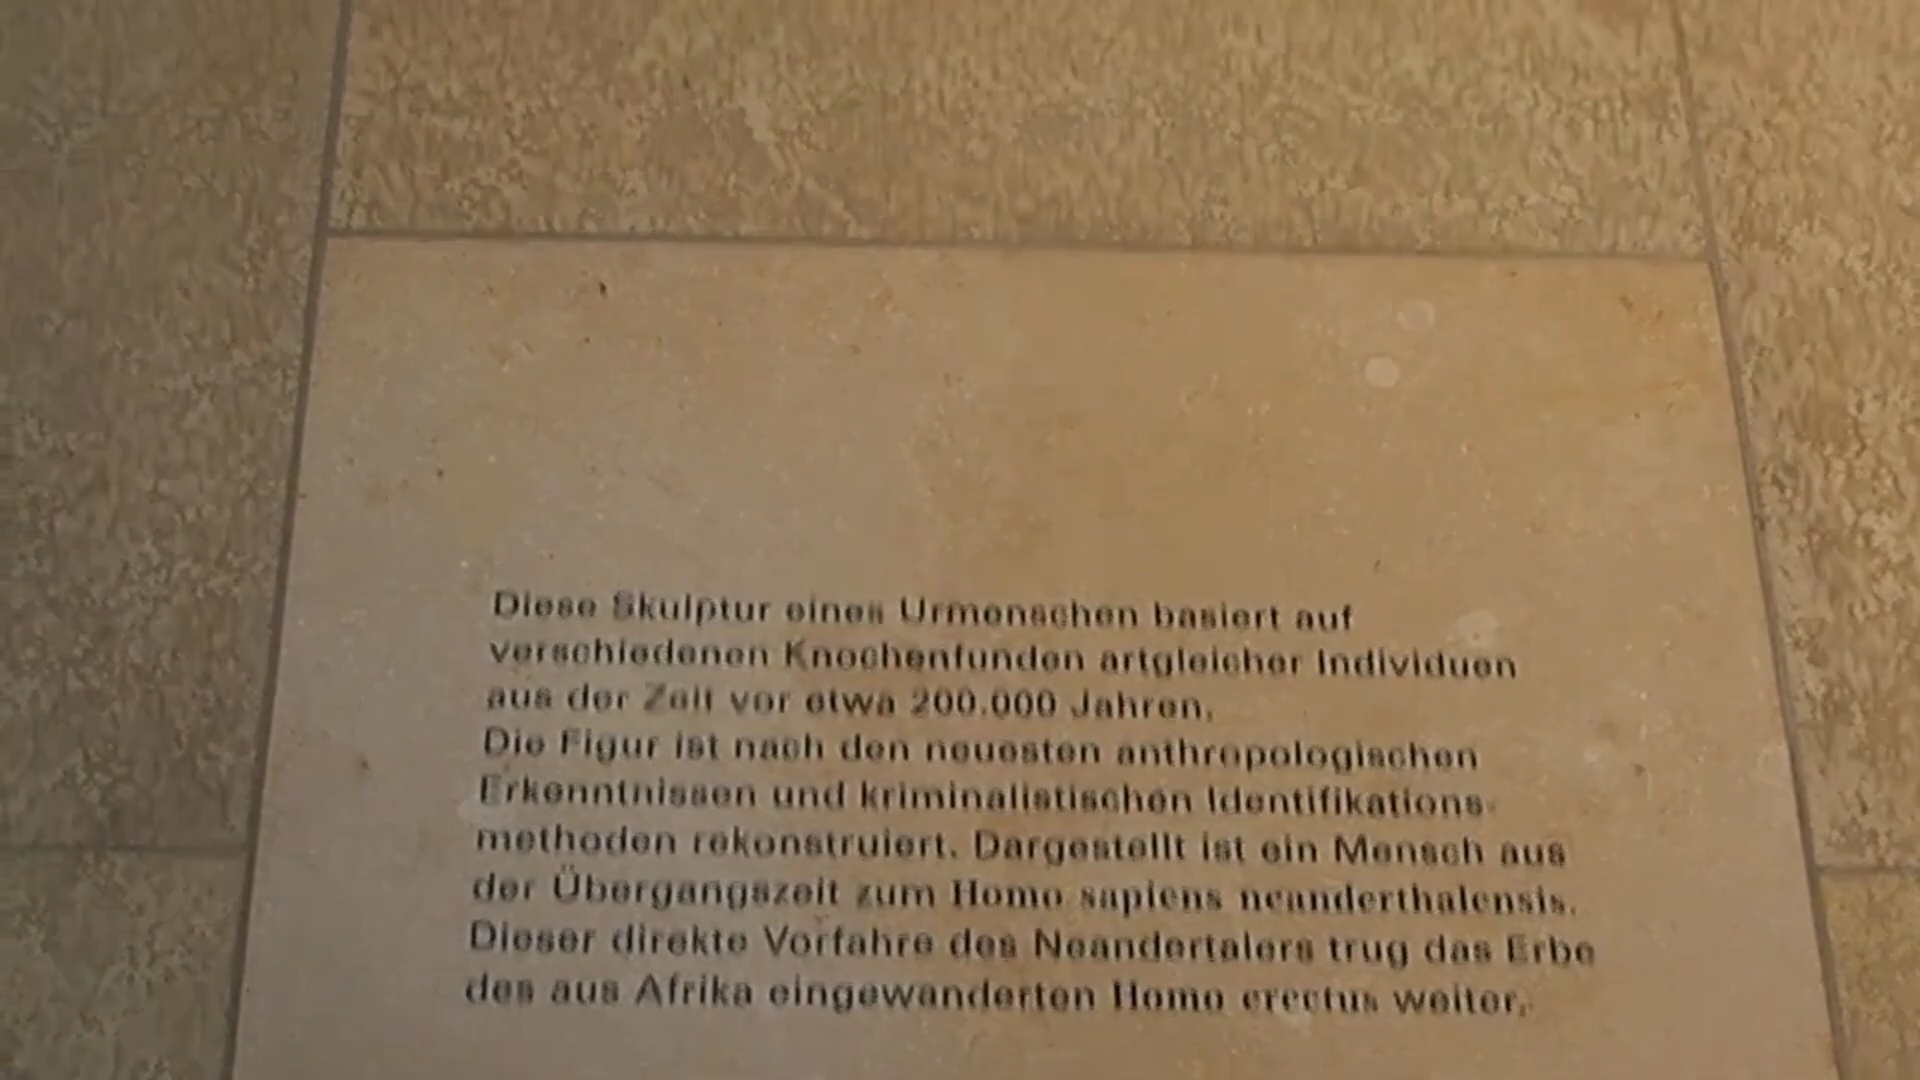 Diese Skulptur eines Urmenschen basiert auf
verschiedenen Knochenfunden artgleicher Individuen
aus der Zeit vor etwa 200.000 Jahren.
Die Figur ist nach den neuesten anthropologischen
Erkenntnissen und kriminalistischen Identifikations-
methoden rekonstruiert. Dargestellt ist ein Mensch aus
der Übergangszeit zum Homo sapiens neanderthalensis.
Dieser direkte Vorfahre des Neandertalers trug das Erbe
des aus Afrika eingewanderten Homo erectus weiter.